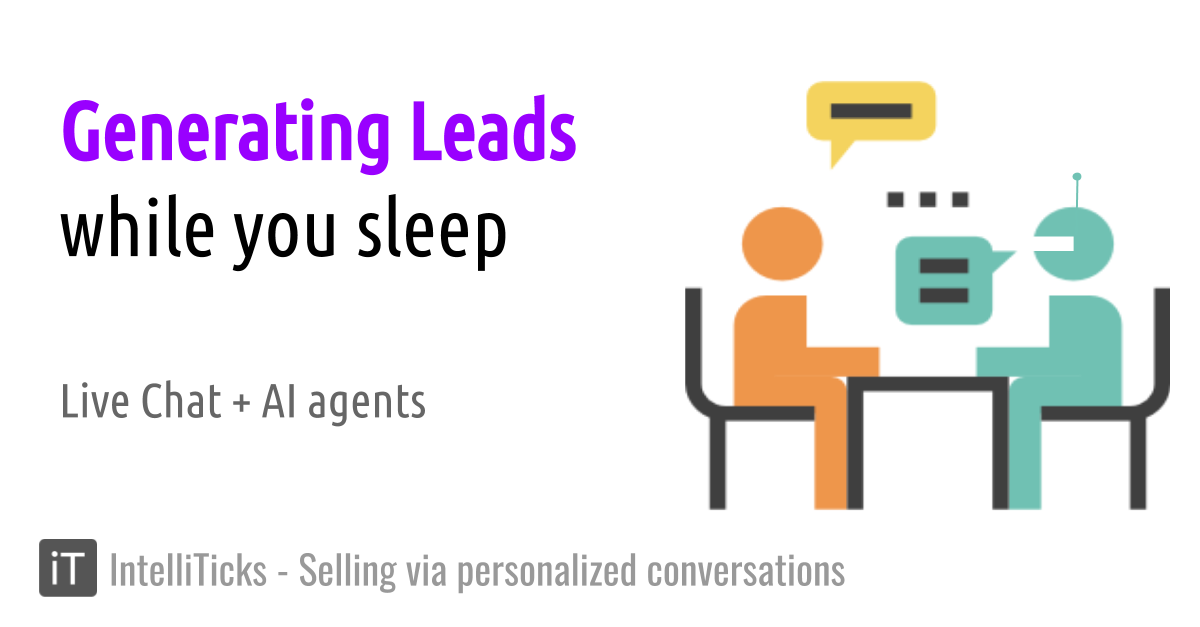 Generating Leads
while you sleep
Live Chat + AI agents
iT IntelliTicks - Selling via personalized conversations